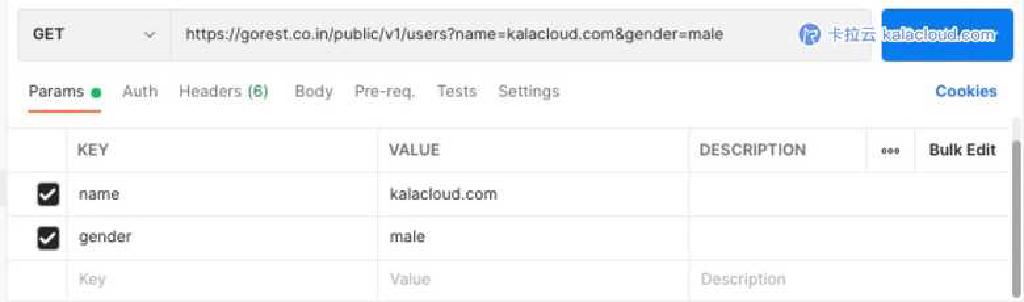 GET https://gorest.co.in/public/v1/users?name=kalacloud.com&gender=male 卡拉云 kalacloud.com
Params Auth Headers (6) Body Pre-req. Tests Settings Cookies
KEY VALUE DESCRIPTION ooo Bulk Edit
name kalacloud.com
gender male
Key Value Description